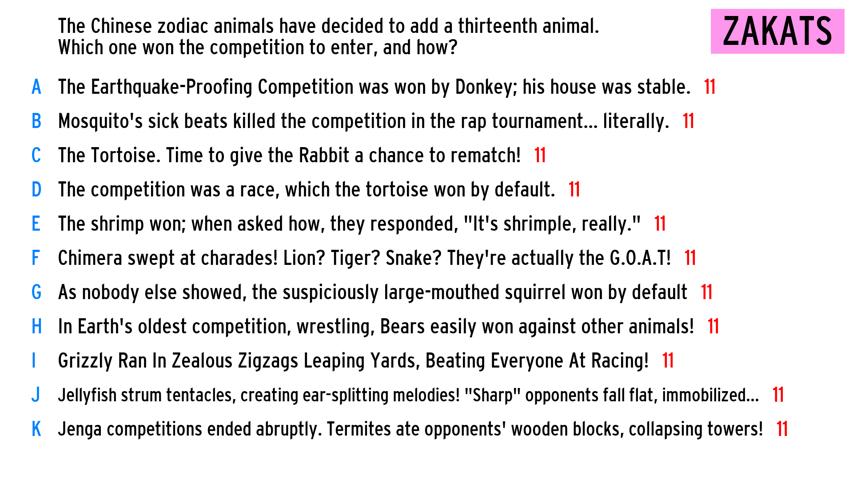 The Chinese zodiac animals have decided to add a thirteenth animal.
Which one won the competition to enter, and how?
ZAKATS
A The Earthquake-Proofing Competition was won by Donkey; his house was stable. 11
B Mosquito's sick beats killed the competition in the rap tournament... literally. 11
C The Tortoise. Time to give the Rabbit a chance to rematch! 11
D The competition was a race, which the tortoise won by default. 11
E The shrimp won; when asked how, they responded, "It's shrimple, really." 11
F Chimera swept at charades! Lion? Tiger? Snake? They're actually the G.O.A.T! 11
G As nobody else showed, the suspiciously large-mouthed squirrel won by default 11
H In Earth's oldest competition, wrestling, Bears easily won against other animals! 11
I Grizzly Ran In Zealous Zigzags Leaping Yards, Beating Everyone At Racing! 11
J Jellyfish strum tentacles, creating ear-splitting melodies! "Sharp" opponents fall flat, immobilized... 11
K Jenga competitions ended abruptly. Termites ate opponents' wooden blocks, collapsing towers! 11